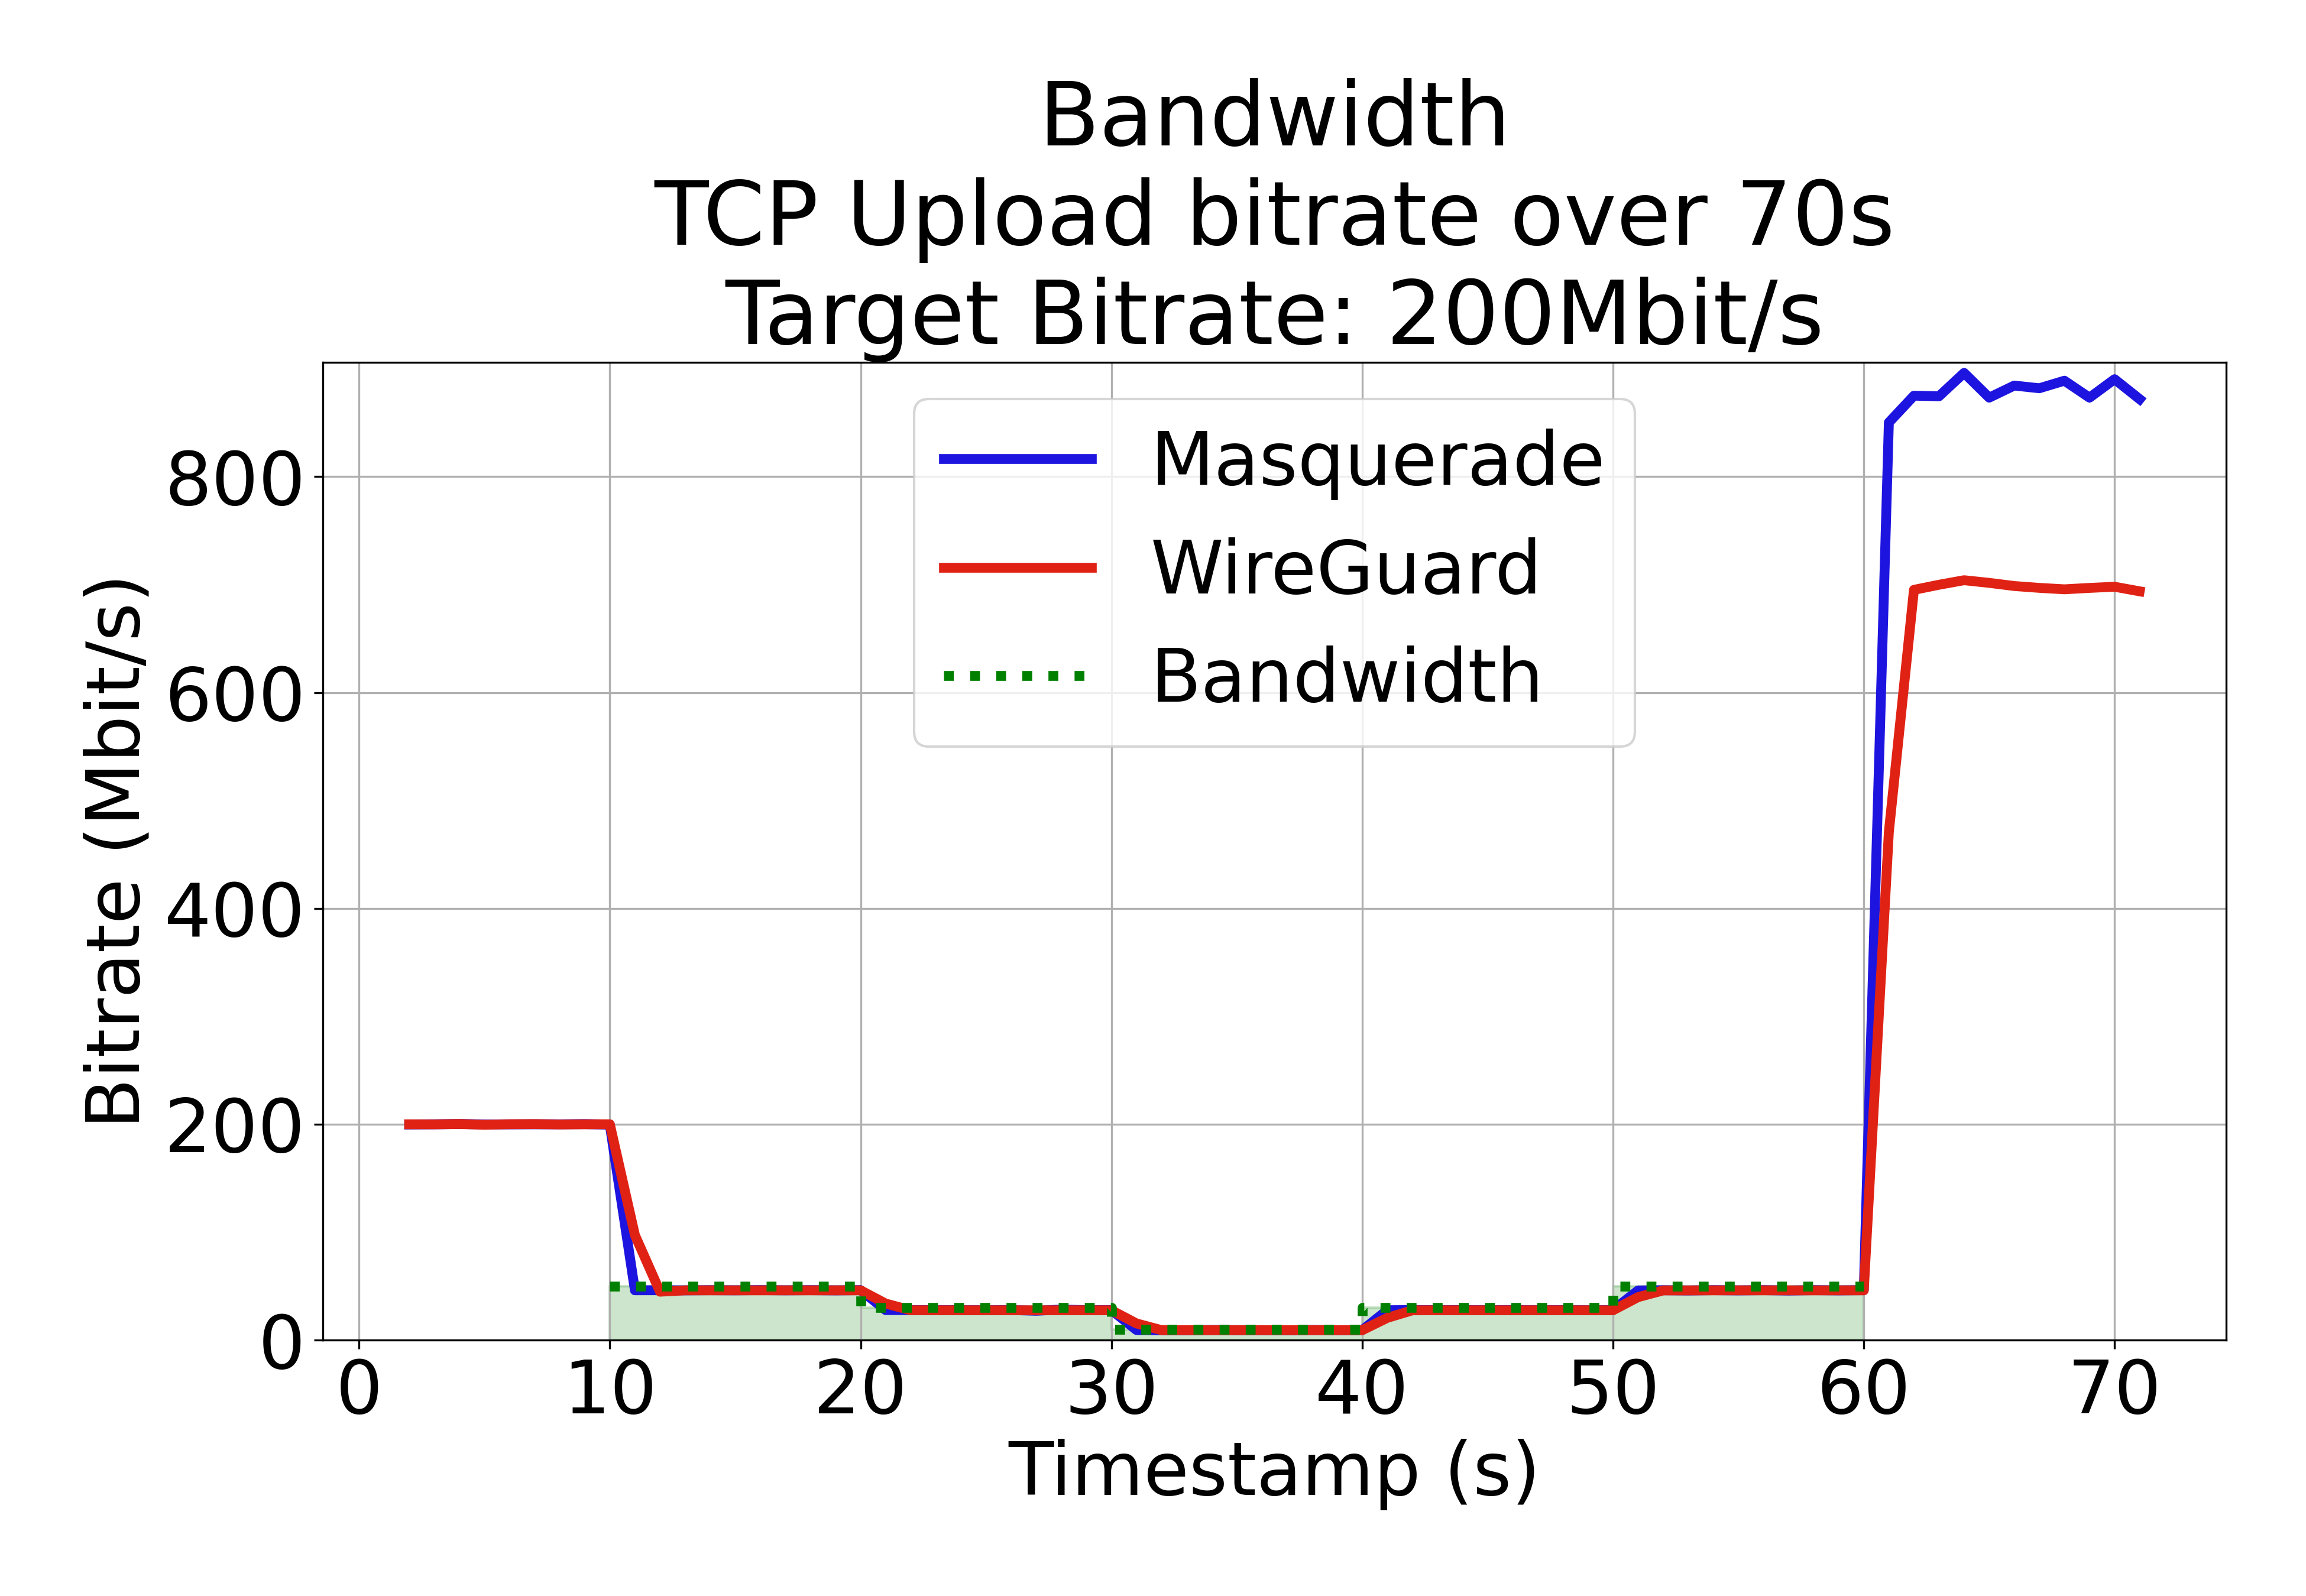 Bandwidth
TCP Upload bitrate over 70s
Target Bitrate: 200Mbit/s
Masquerade
WireGuard
Bandwidth
Bitrate (Mbit/s)
800
600
400
200
0
0 10 20 30 40 50 60 70
Timestamp (s)